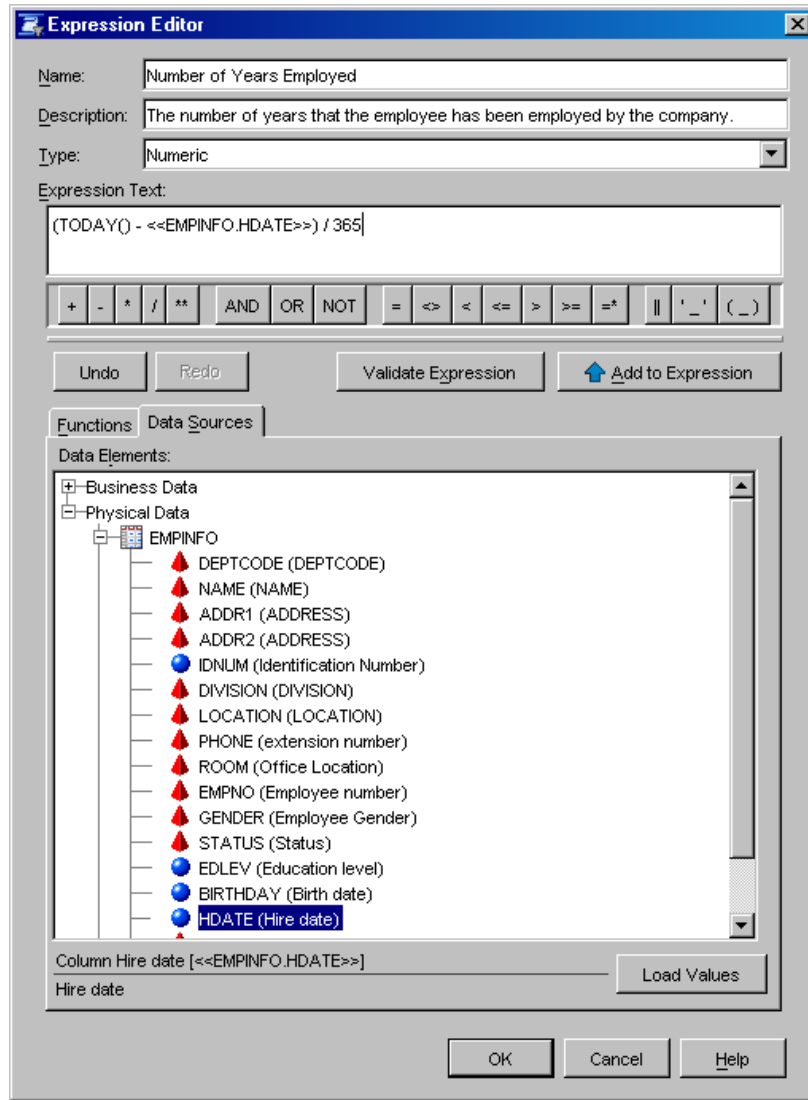 Expression Editor
Name: Number of Years Employed
Description: The number of years that the employee has been employed by the company.
Type: Numeric
Expression Text:
(TODAY() - <<EMPINFO.HDATE>>) / 365
+ - * / ** AND OR NOT = <> < <= > >= =* || '_' (_)
Undo Redo Validate Expression Add to Expression
Functions Data Sources
Data Elements:
Business Data
Physical Data
EMPINFO
DEPTCODE (DEPTCODE)
NAME (NAME)
ADDR1 (ADDRESS)
ADDR2 (ADDRESS)
IDNUM (Identification Number)
DIVISION (DIVISION)
LOCATION (LOCATION)
PHONE (extension number)
ROOM (Office Location)
EMPNO (Employee number)
GENDER (Employee Gender)
STATUS (Status)
EDLEV (Education level)
BIRTHDAY (Birth date)
HDATE (Hire date)
Column Hire date [<<EMPINFO.HDATE>>]
Load Values
Hire date
OK Cancel Help